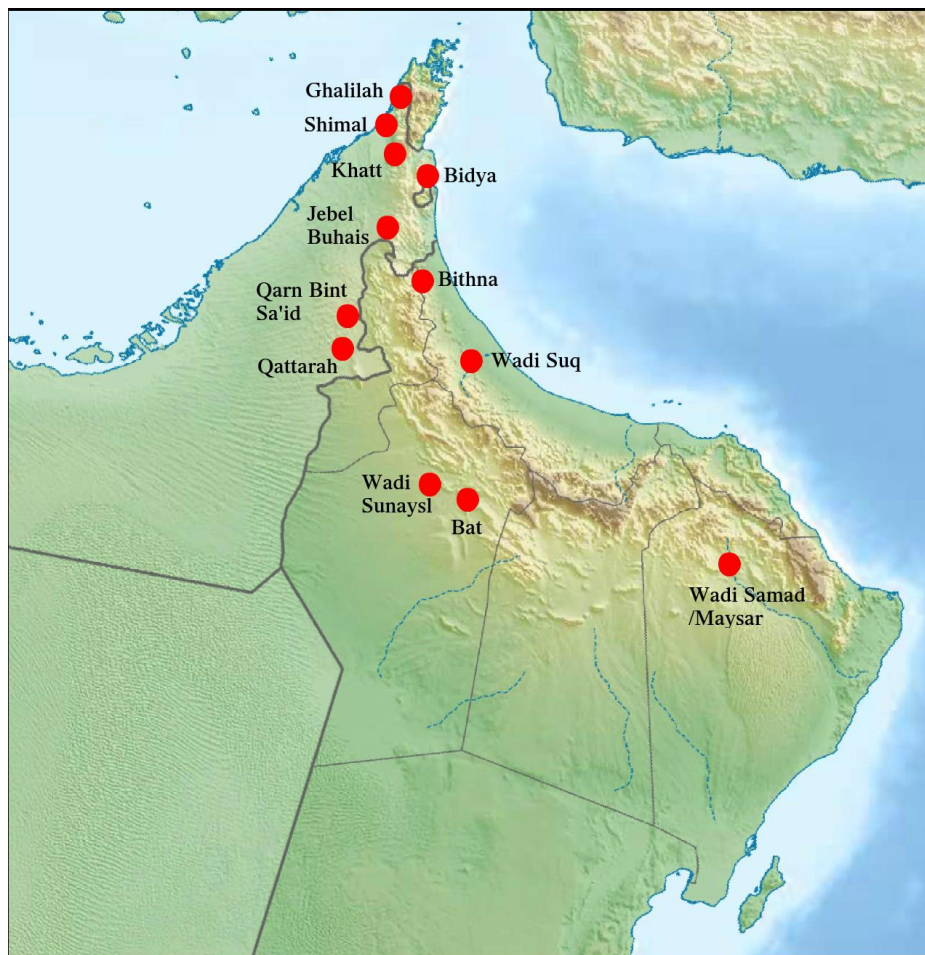 Ghalilah
Shimal
Khatt
Bidya
Jebel
Buhais
Bithna
Qarn Bint
Sa'id
Qattarah
Wadi Suq
Wadi
Sunaysl
Bat
Wadi Samad
/Maysar